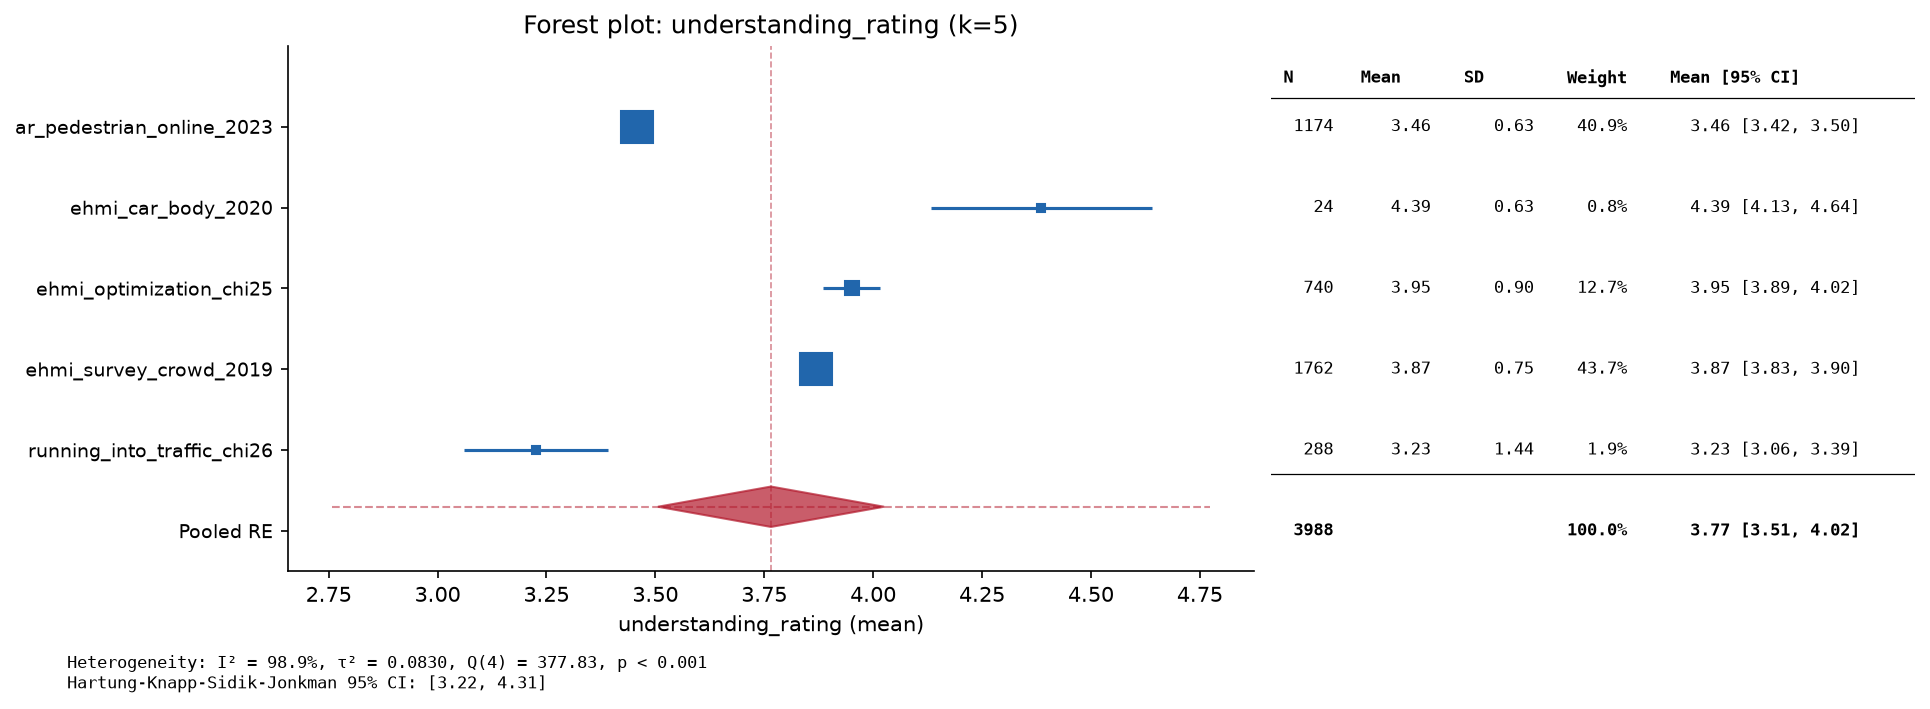 Forest plot: understanding_rating (k=5)
N Mean SD Weight Mean [95% CI]
ar_pedestrian_online_2023 1174 3.46 0.63 40.9% 3.46 [3.42, 3.50]
ehmi_car_body_2020 24 4.39 0.63 0.8% 4.39 [4.13, 4.64]
ehmi_optimization_chi25 740 3.95 0.90 12.7% 3.95 [3.89, 4.02]
ehmi_survey_crowd_2019 1762 3.87 0.75 43.7% 3.87 [3.83, 3.90]
running_into_traffic_chi26 288 3.23 1.44 1.9% 3.23 [3.06, 3.39]
Pooled RE 3988 100.0% 3.77 [3.51, 4.02]
2.75 3.00 3.25 3.50 3.75 4.00 4.25 4.50 4.75
understanding_rating (mean)
Heterogeneity: I² = 98.9%, τ² = 0.0830, Q(4) = 377.83, p < 0.001
Hartung-Knapp-Sidik-Jonkman 95% CI: [3.22, 4.31]